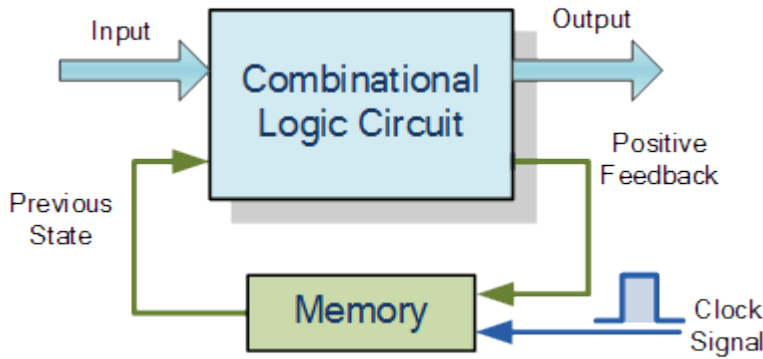 Input
Output
Combinational
Logic Circuit
Positive
Feedback
Previous
State
Memory
Clock
Signal